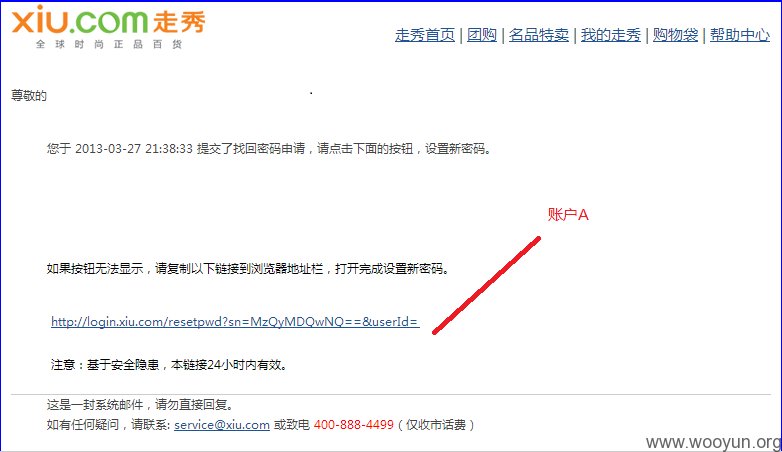 xiu.com走秀
全球时尚正品百货
走秀首页 | 团购 | 名品特卖 | 我的走秀 | 购物袋 | 帮助中心
尊敬的
您于 2013-03-27 21:38:33 提交了找回密码申请，请点击下面的按钮，设置新密码。
账户A
如果按钮无法显示，请复制以下链接到浏览器地址栏，打开完成设置新密码。
http://login.xiu.com/resetpwd?sn=MzQyMDQwNQ==&userId=
注意：基于安全隐患，本链接24小时内有效。
这是一封系统邮件，请勿直接回复。
如有任何疑问，请联系: service@xiu.com 或致电 400-888-4499（仅收市话费）
www.wooyun.org